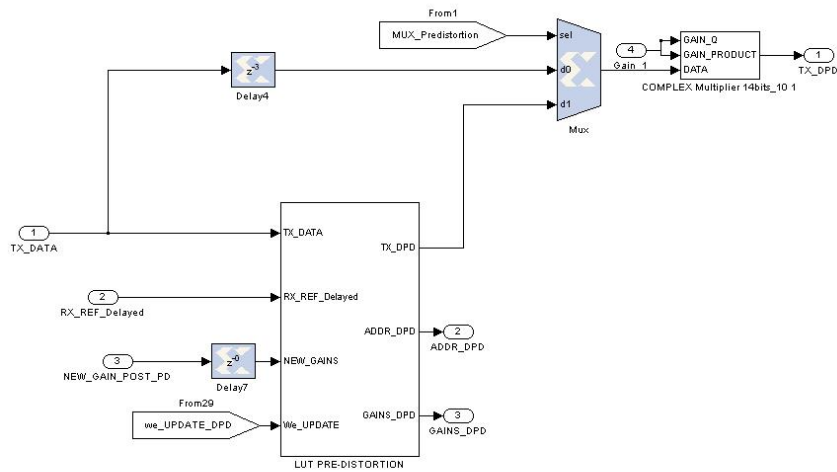 From1
MUX_Predistortion
sel
d0
d1
Mux
z-3
Delay4
4
Gain_1
GAIN_Q
GAIN_PRODUCT
DATA
COMPLEX Multiplier 14bits_10 1
1
TX_DPD
1
TX_DATA
TX_DATA
TX_DPD
2
RX_REF_Delayed
RX_REF_Delayed
ADDR_DPD
2
ADDR_DPD
3
NEW_GAIN_POST_PD
z-0
Delay7
NEW_GAINS
From29
we_UPDATE_DPD
We_UPDATE
GAINS_DPD
3
GAINS_DPD
LUT PRE-DISTORTION